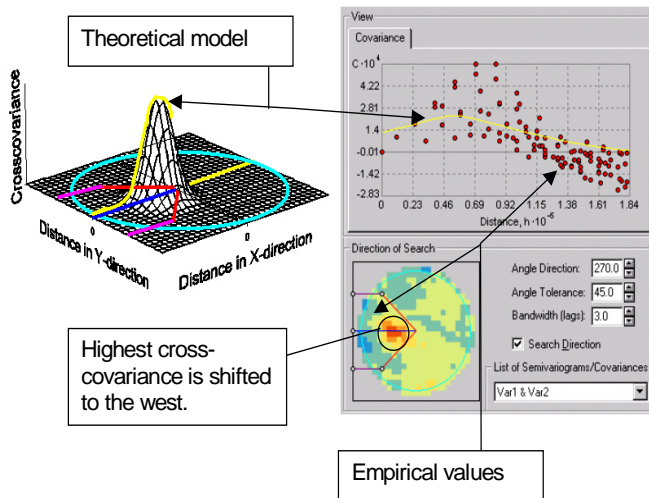 Theoretical model
Crosscovariance
0
0
Distance in Y-direction
Distance in X-direction
Highest cross-
covariance is shifted
to the west.
View
Covariance
C·10⁴
4.22
2.81
1.4
-0.01
-1.42
-2.83
0 0.23 0.46 0.69 0.92 1.15 1.38 1.61 1.84
Distance, h·10⁻⁶
Direction of Search
Angle Direction: 270.0
Angle Tolerance: 45.0
Bandwidth (lags): 3.0
Search Direction
List of Semivariograms/Covariances
Var1 & Var2
Empirical values